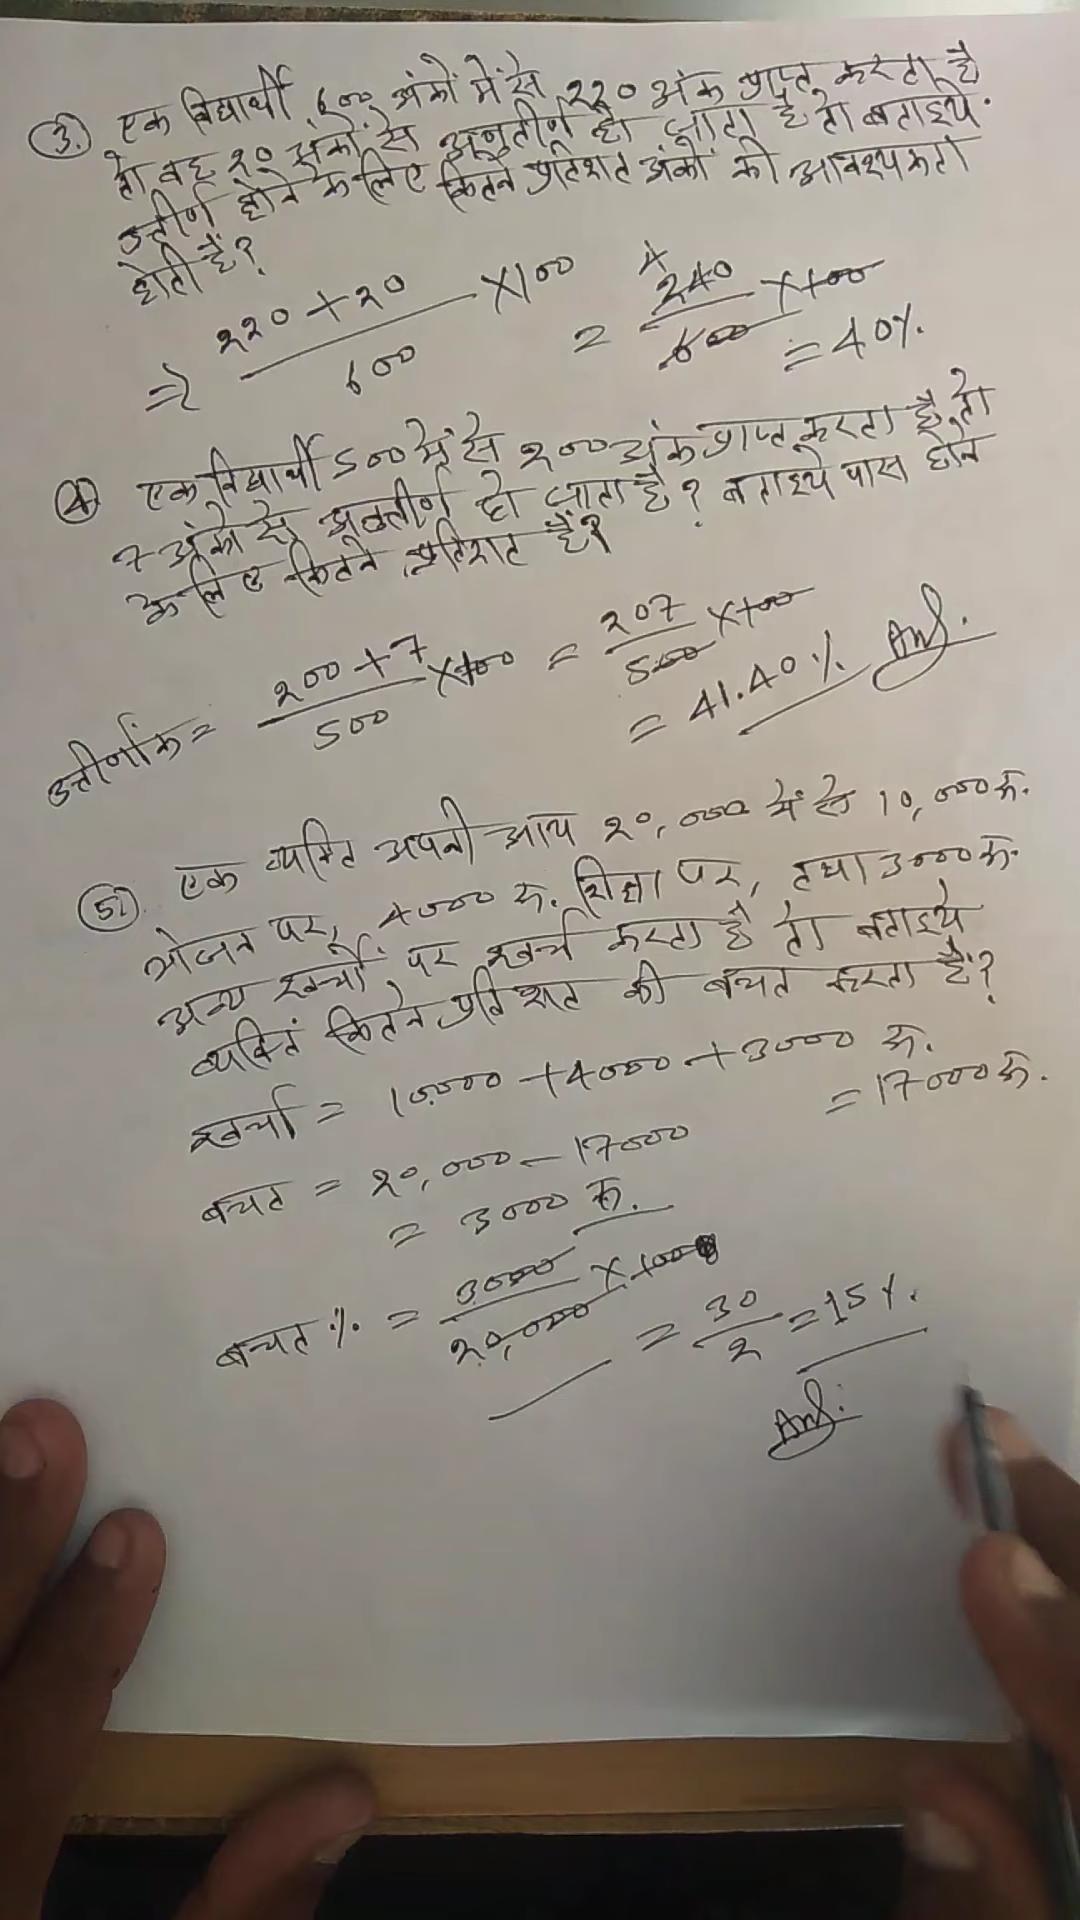 ③. एक विद्यार्थी 600 अंकों में से 220 अंक प्राप्त करता है
तो वह 20 अंकों से अनुतीर्ण हो जाता है तो बताइये.
उत्तीर्ण होने के लिए कितने प्रतिशत अंकों की आवश्यकता
होती हैं?
=> 220 + 20 / 600 × 100 = 240 / 600 × 100 4
= 40%.
④ एक विद्यार्थी 500 में से 200 अंक प्राप्त करता है, तो
7 अंको से अनुत्तीर्ण हो जाता है? बताइये पास होने
के लिए कितने प्रतिशत है?
उत्तीर्णांक = 200 + 7 / 500 × 100 = 207 / 500 × 100
= 41.40% Ans.
⑤ एक व्यक्ति अपनी आय 20,000 में से 10,000 रु.
भोजन पर, 4000 रु. शिक्षा पर, तथा 3000 रु.
अन्य खर्चों पर खर्च करता है तो बताइये
व्यक्ति कितने प्रतिशत की बचत करता हैं?
खर्चा = 10,000 + 4000 + 3000 रु.
= 17000 रु.
बचत = 20,000 - 17000
= 3000 रु.
बचत % = 3000 / 20,000 × 100 = 30 / 2 = 15%.
Ans: